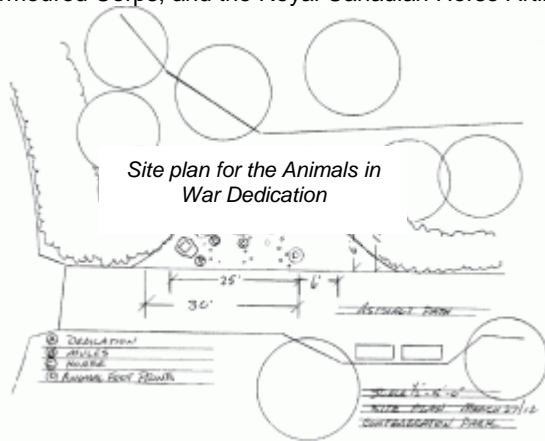 rmoured Corps, and the Royal Canadian Horse Arti
Site plan for the Animals in
War Dedication
25' 6'
30'
ASPHALT PATH
DEDICATION
MULES
HORSE
ANIMAL FOOT PRINTS
SITE PLAN MARCH 27/12
CONFEDERATION PARK